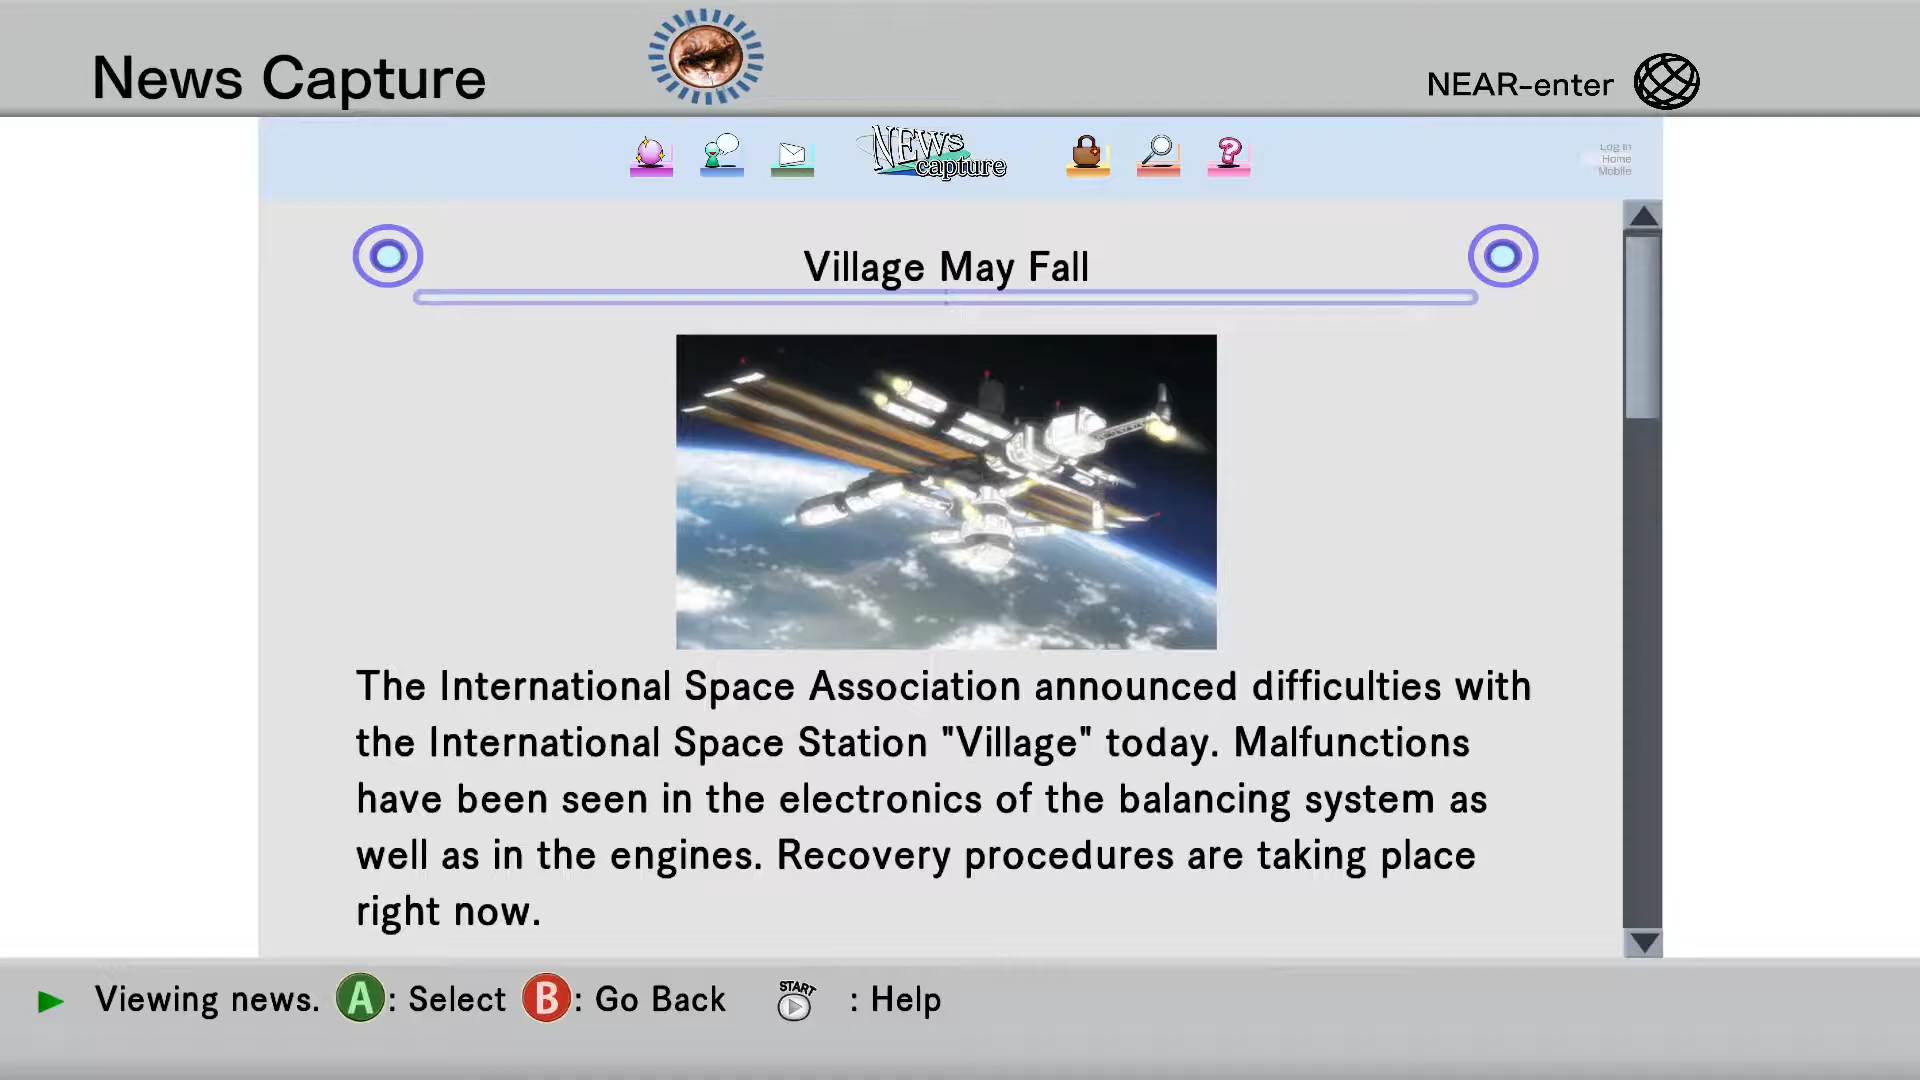 News Capture
NEAR-enter
NEWS
capture
Log In
Home
Mobile
Village May Fall
The International Space Association announced difficulties with
the International Space Station "Village" today. Malfunctions
have been seen in the electronics of the balancing system as
well as in the engines. Recovery procedures are taking place
right now.
Viewing news. A : Select B : Go Back START : Help